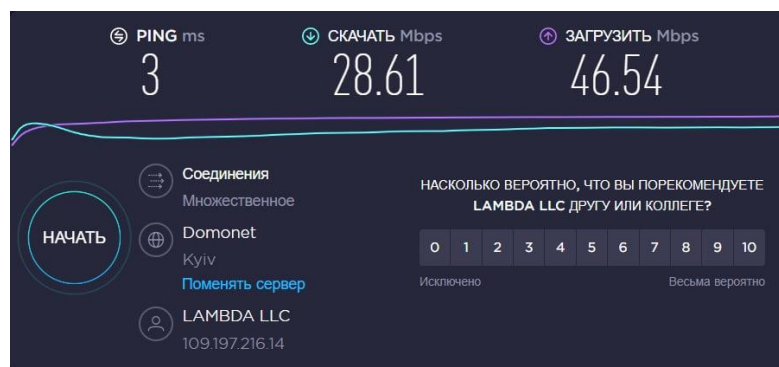 PING ms
3
СКАЧАТЬ Mbps
28.61
ЗАГРУЗИТЬ Mbps
46.54
НАЧАТЬ
Соединения
Множественное
Domonet
Kyiv
Поменять сервер
LAMBDA LLC
109.197.216.14
НАСКОЛЬКО ВЕРОЯТНО, ЧТО ВЫ ПОРЕКОМЕНДУЕТЕ
LAMBDA LLC ДРУГУ ИЛИ КОЛЛЕГЕ?
0 1 2 3 4 5 6 7 8 9 10
Исключено Весьма вероятно